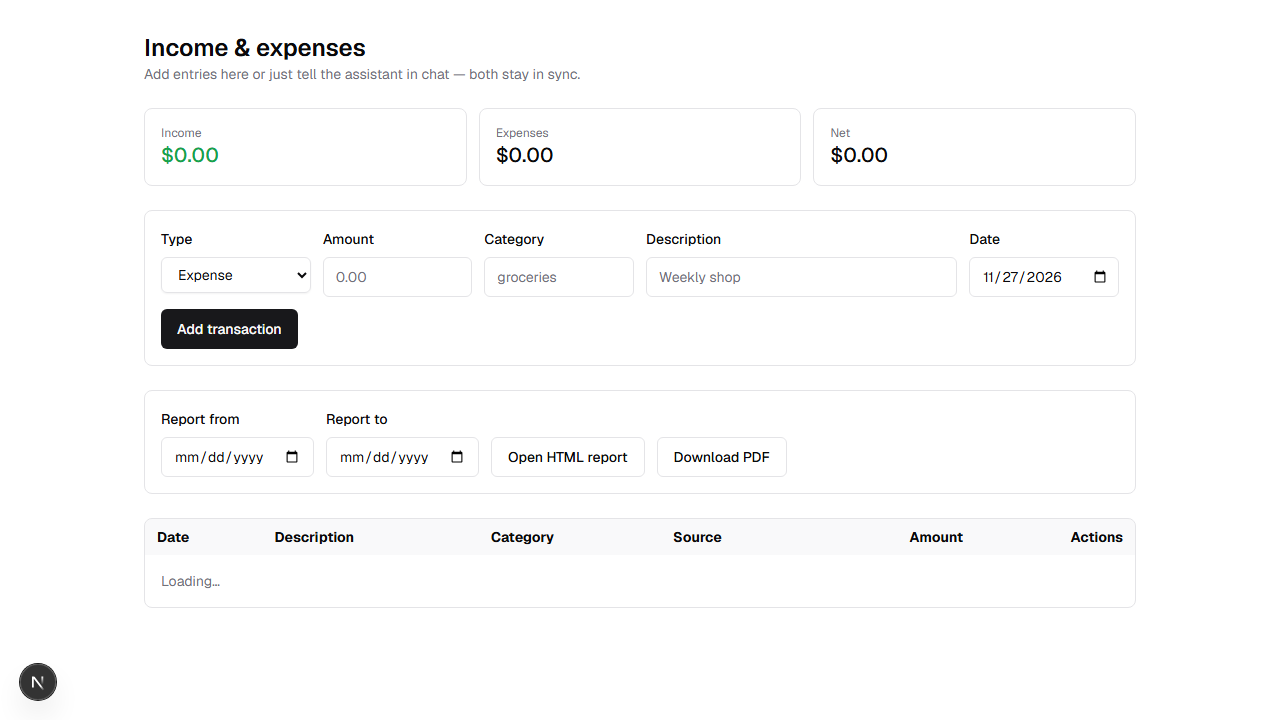 Income & expenses
Add entries here or just tell the assistant in chat — both stay in sync.
Income
$0.00
Expenses
$0.00
Net
$0.00
Type
Amount
Category
Description
Date
Expense
0.00
groceries
Weekly shop
11/27/2026
Add transaction
Report from
Report to
mm/dd/yyyy
mm/dd/yyyy
Open HTML report
Download PDF
Date
Description
Category
Source
Amount
Actions
Loading…
N